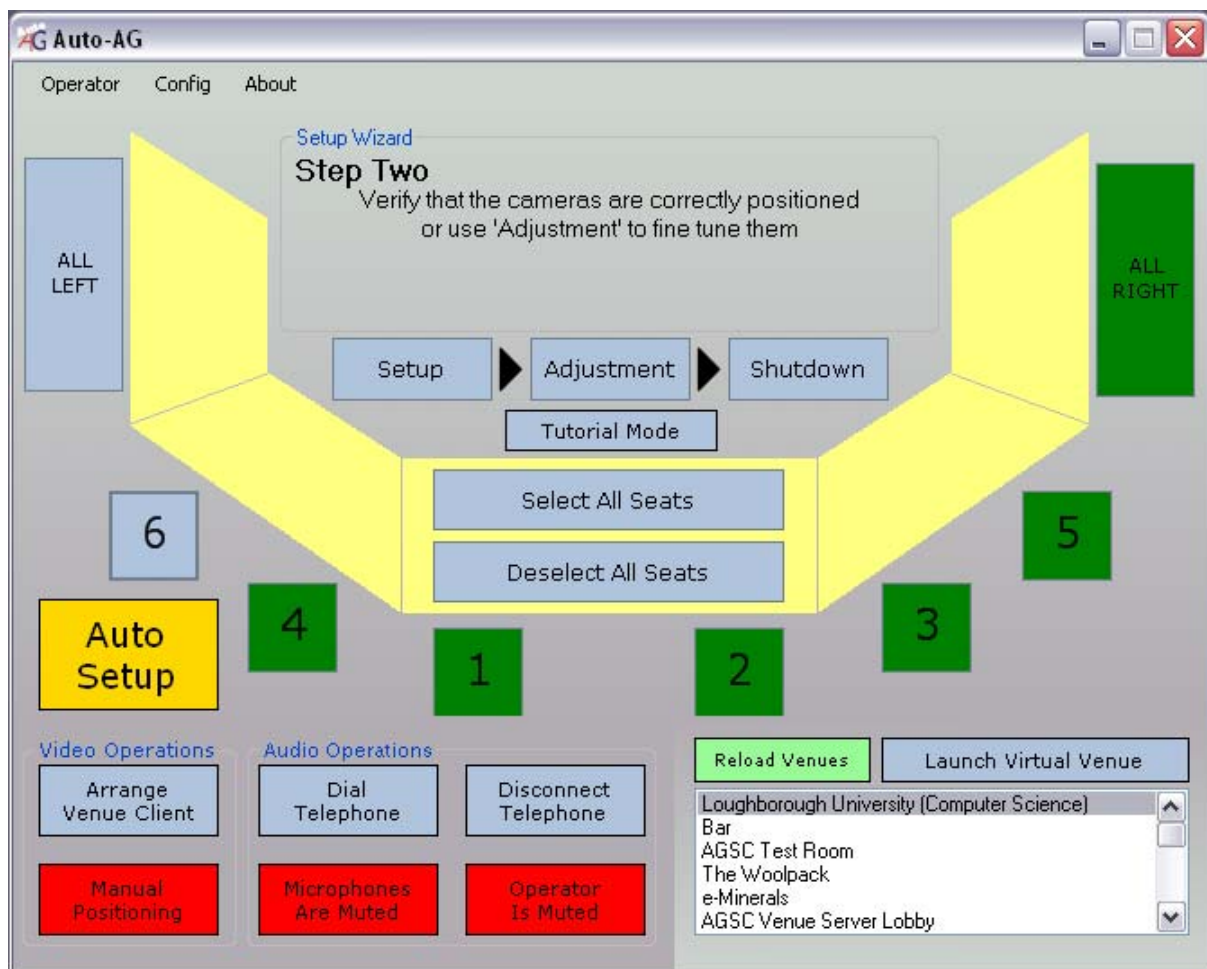 AG Auto-AG
Operator Config About
Setup Wizard
Step Two
Verify that the cameras are correctly positioned
or use 'Adjustment' to fine tune them
ALL
LEFT
ALL
RIGHT
Setup Adjustment Shutdown
Tutorial Mode
Select All Seats
Deselect All Seats
6
5
4
3
1
2
Auto
Setup
Video Operations
Arrange
Venue Client
Manual
Positioning
Audio Operations
Dial
Telephone
Disconnect
Telephone
Microphones
Are Muted
Operator
Is Muted
Reload Venues
Launch Virtual Venue
Loughborough University (Computer Science)
Bar
AGSC Test Room
The Woolpack
e-Minerals
AGSC Venue Server Lobby